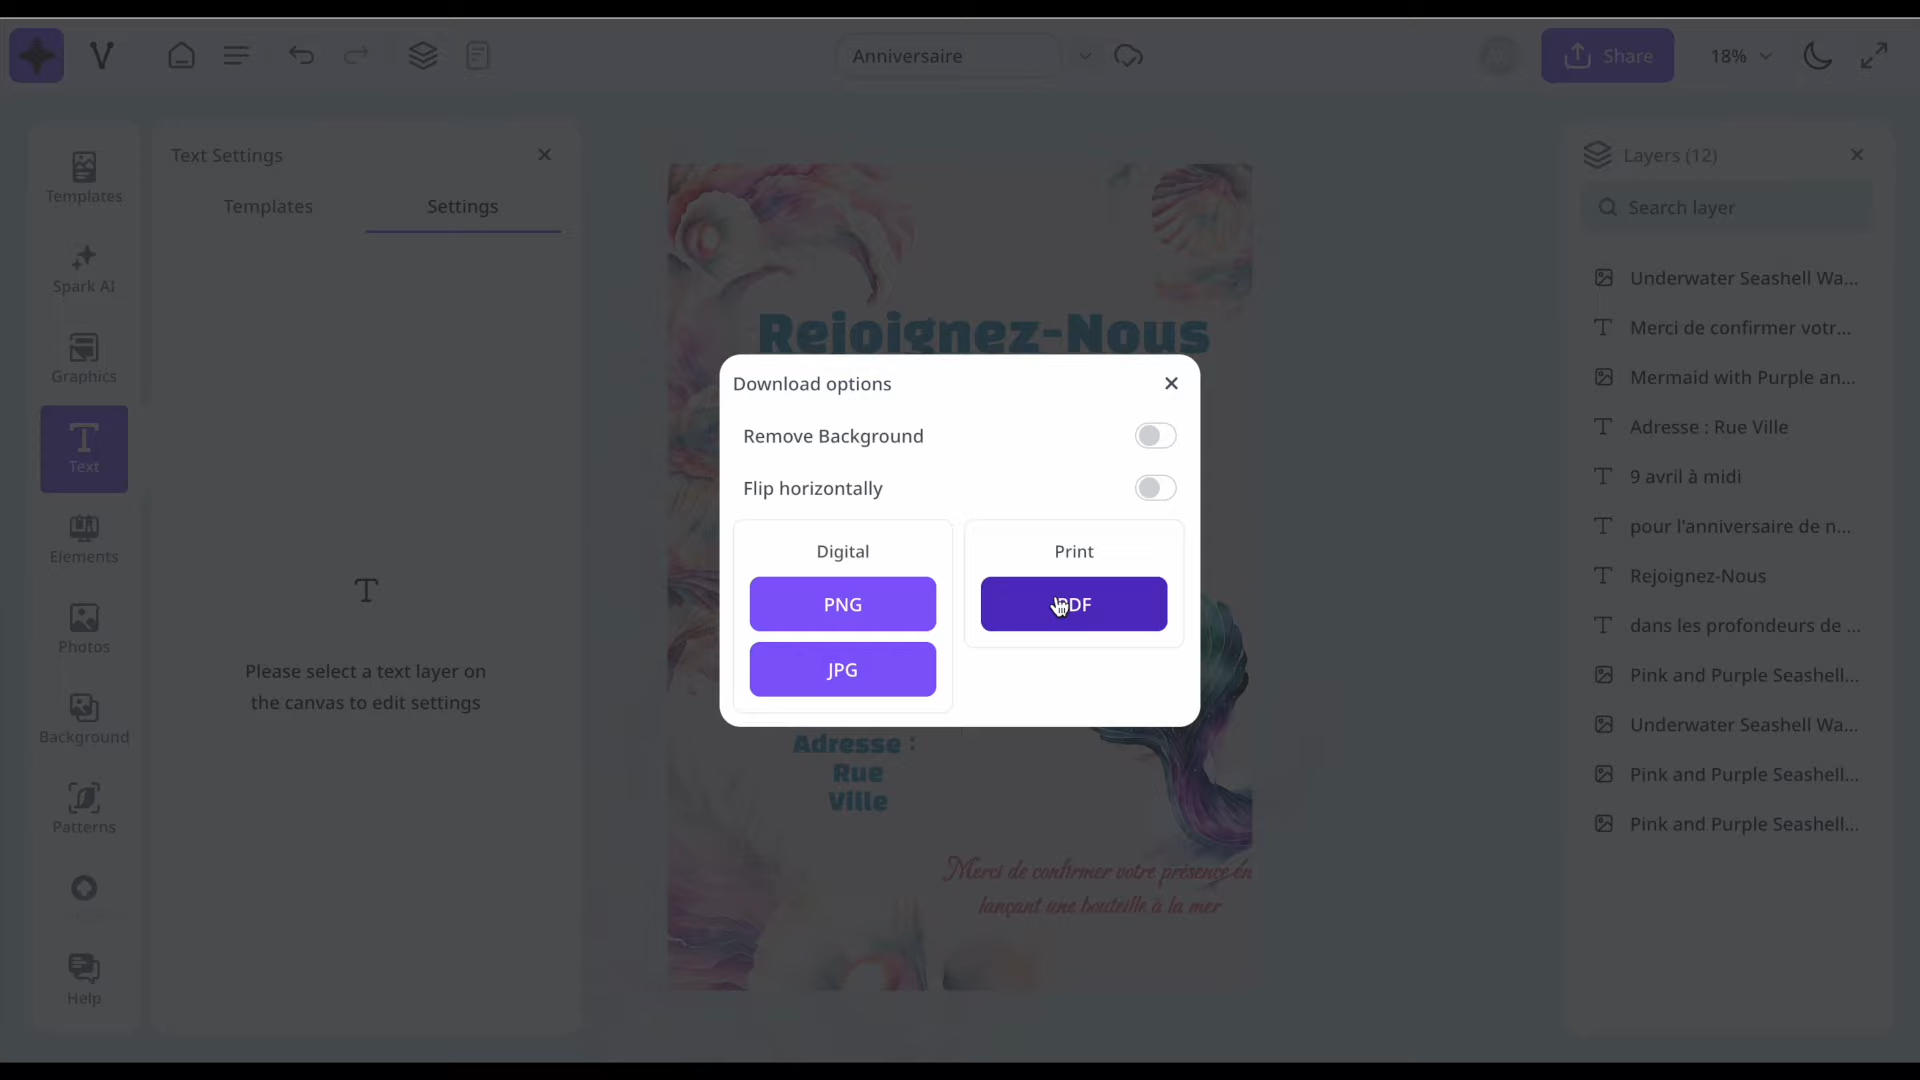 Anniversaire
Share
18%
Templates
Spark AI
Graphics
Text
Elements
Photos
Background
Patterns
Help
Text Settings
Templates
Settings
Please select a text layer on
the canvas to edit settings
Rejoignez-Nous
Download options
Remove Background
Flip horizontally
Digital
PNG
JPG
Print
PDF
Adresse :
Rue
Ville
Merci de confirmer votre présence en
lançant une bouteille à la mer
Layers (12)
Search layer
Underwater Seashell Wa...
Merci de confirmer votr...
Mermaid with Purple an...
Adresse : Rue Ville
9 avril à midi
pour l'anniversaire de n...
Rejoignez-Nous
dans les profondeurs de ...
Pink and Purple Seashell...
Underwater Seashell Wa...
Pink and Purple Seashell...
Pink and Purple Seashell...